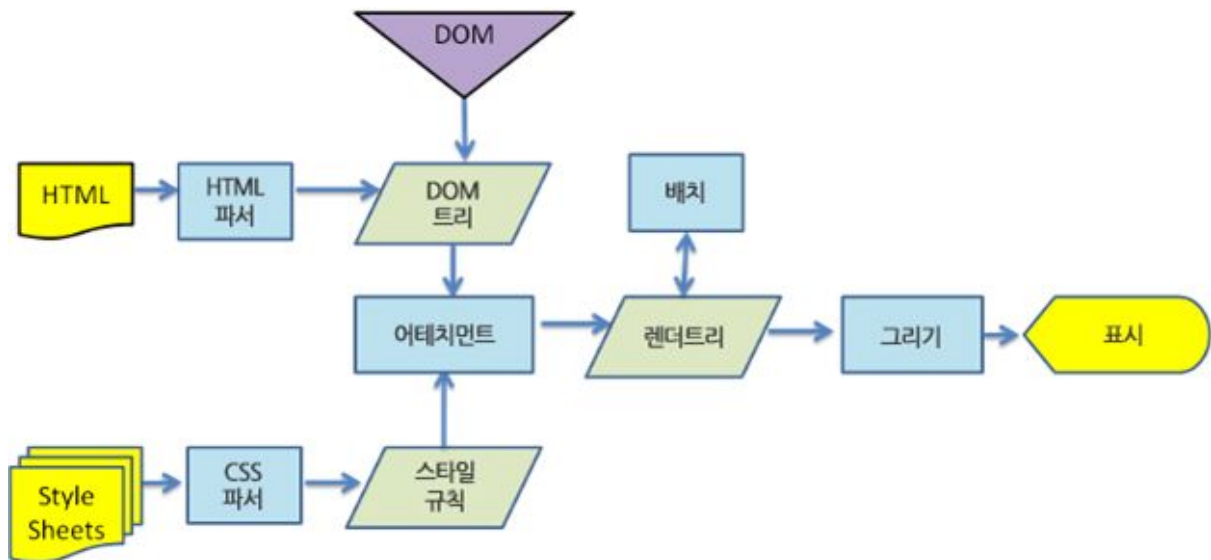 DOM
HTML
HTML
파서
DOM
트리
배치
어테치먼트
렌더트리
그리기
표시
Style
Sheets
CSS
파서
스타일
규칙